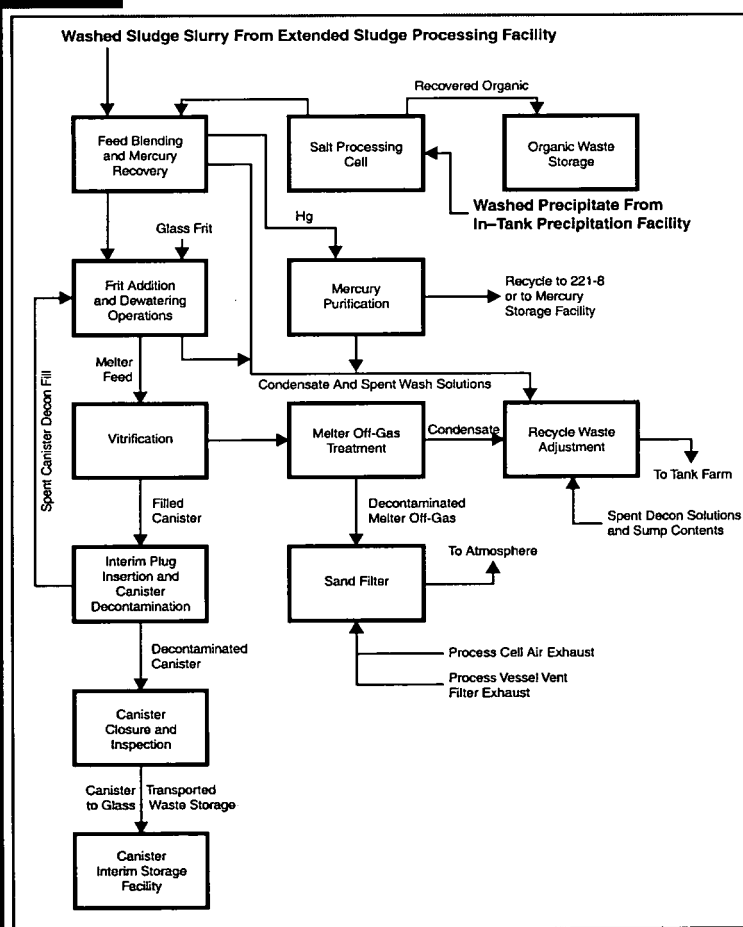 Washed Sludge Slurry From Extended Sludge Processing Facility
Recovered Organic
Feed Blending
and Mercury
Recovery
Salt Processing
Cell
Organic Waste
Storage
Washed Precipitate From
In–Tank Precipitation Facility
Glass Frit
Hg
Frit Addition
and Dewatering
Operations
Mercury
Purification
Recycle to 221-8
or to Mercury
Storage Facility
Melter
Feed
Condensate And Spent Wash Solutions
Spent Canister Decon Fill
Vitrification
Melter Off-Gas
Treatment
Condensate
Recycle Waste
Adjustment
To Tank Farm
Filled
Canister
Decontaminated
Melter Off-Gas
Spent Decon Solutions
and Sump Contents
Interim Plug
Insertion and
Canister
Decontamination
Sand Filter
To Atmosphere
Decontaminated
Canister
Process Cell Air Exhaust
Process Vessel Vent
Filter Exhaust
Canister
Closure and
Inspection
Canister Transported
to Glass Waste Storage
Canister
Interim Storage
Facility